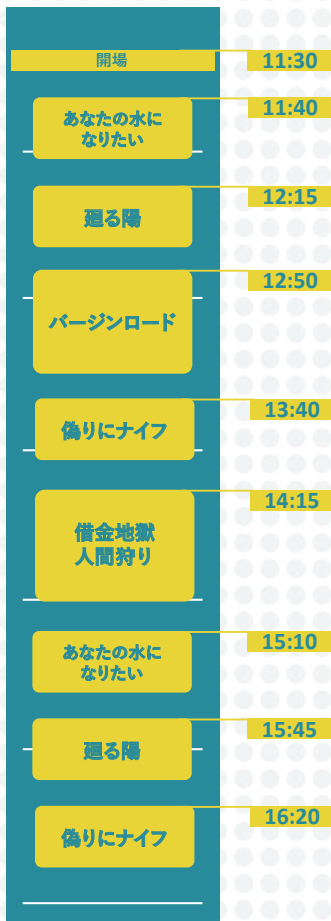 開場
11:30
あなたの水に
なりたい
11:40
廻る陽
12:15
バージンロード
12:50
偽りにナイフ
13:40
借金地獄
人間狩り
14:15
あなたの水に
なりたい
15:10
廻る陽
15:45
偽りにナイフ
16:20